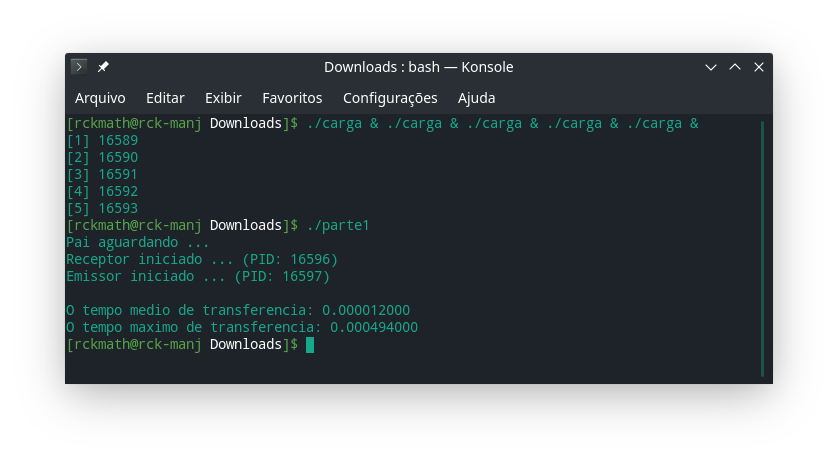 Downloads : bash — Konsole
Arquivo Editar Exibir Favoritos Configurações Ajuda
[rckmath@rck-manj Downloads]$ ./carga & ./carga & ./carga & ./carga & ./carga &
[1] 16589
[2] 16590
[3] 16591
[4] 16592
[5] 16593
[rckmath@rck-manj Downloads]$ ./parte1
Pai aguardando ...
Receptor iniciado ... (PID: 16596)
Emissor iniciado ... (PID: 16597)
O tempo medio de transferencia: 0.000012000
O tempo maximo de transferencia: 0.000494000
[rckmath@rck-manj Downloads]$